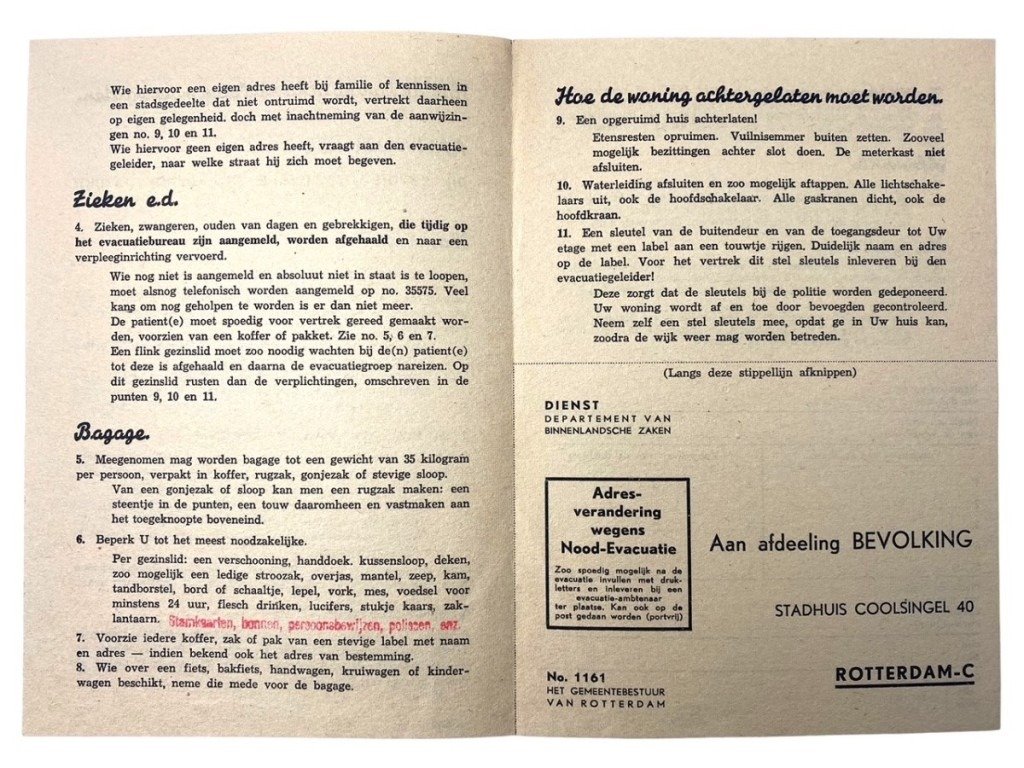 Wie hiervoor een eigen adres heeft bij familie of kennissen in
een stadsgedeelte dat niet ontruimd wordt, vertrekt daarheen
op eigen gelegenheid. doch met inachtneming van de aanwijzin-
gen no. 9, 10 en 11.
Wie hiervoor geen eigen adres heeft, vraagt aan den evacuatie-
geleider, naar welke straat hij zich moet begeven.
Zieken e.d.
4. Zieken, zwangeren, ouden van dagen en gebrekkigen, die tijdig op
het evacuatiebureau zijn aangemeld, worden afgehaald en naar een
verpleeginrichting vervoerd.
Wie nog niet is aangemeld en absoluut niet in staat is te loopen,
moet alsnog telefonisch worden aangemeld op no. 35575. Veel
kans om nog geholpen te worden is er dan niet meer.
De patient(e) moet spoedig voor vertrek gereed gemaakt wor-
den, voorzien van een koffer of pakket. Zie no. 5, 6 en 7.
Een flink gezinslid moet zoo noodig wachten bij de(n) patient(e)
tot deze is afgehaald en daarna de evacuatiegroep nareizen. Op
dit gezinslid rusten dan de verplichtingen, omschreven in de
punten 9, 10 en 11.
Bagage.
5. Meegenomen mag worden bagage tot een gewicht van 35 kilogram
per persoon, verpakt in koffer, rugzak, gonjezak of stevige sloop.
Van een gonjezak of sloop kan men een rugzak maken: een
steentje in de punten, een touw daaromheen en vastmaken aan
het toegeknoopte boveneind.
6. Beperk U tot het meest noodzakelijke.
Per gezinslid: een verschooning, handdoek. kussensloop, deken,
zoo mogelijk een ledige stroozak, overjas, mantel, zeep, kam,
tandborstel, bord of schaaltje, lepel, vork, mes, voedsel voor
minstens 24 uur, flesch drinken, lucifers, stukje kaars, zak-
lantaarn. Stamkaarten, bonnen, persoonsbewijzen, polissen, enz.
7. Voorzie iedere koffer, zak of pak van een stevige label met naam
en adres — indien bekend ook het adres van bestemming.
8. Wie over een fiets, bakfiets, handwagen, kruiwagen of kinder-
wagen beschikt, neme die mede voor de bagage.
Hoe de woning achtergelaten moet worden.
9. Een opgeruimd huis achterlaten!
Etensresten opruimen. Vuilnisemmer buiten zetten. Zooveel
mogelijk bezittingen achter slot doen. De meterkast niet
afsluiten.
10. Waterleiding afsluiten en zoo mogelijk aftappen. Alle lichtschake-
laars uit, ook de hoofdschakelaar. Alle gaskranen dicht, ook de
hoofdkraan.
11. Een sleutel van de buitendeur en van de toegangsdeur tot Uw
etage met een label aan een touwtje rijgen. Duidelijk naam en adres
op de label. Voor het vertrek dit stel sleutels inleveren bij den
evacuatiegeleider!
Deze zorgt dat de sleutels bij de politie worden gedeponeerd.
Uw woning wordt af en toe door bevoegden gecontroleerd.
Neem zelf een stel sleutels mee, opdat ge in Uw huis kan,
zoodra de wijk weer mag worden betreden.
(Langs deze stippellijn afknippen)
DIENST
DEPARTEMENT VAN
BINNENLANDSCHE ZAKEN
Adres-
verandering
wegens
Nood-Evacuatie
Zoo spoedig mogelijk na de
evacuatie invullen met druk-
letters en inleveren bij een
evacuatie-ambtenaar
ter plaatse. Kan ook op de
post gedaan worden (portvrij)
Aan afdeeling BEVOLKING
STADHUIS COOLSINGEL 40
ROTTERDAM-C
No. 1161
HET GEMEENTEBESTUUR
VAN ROTTERDAM